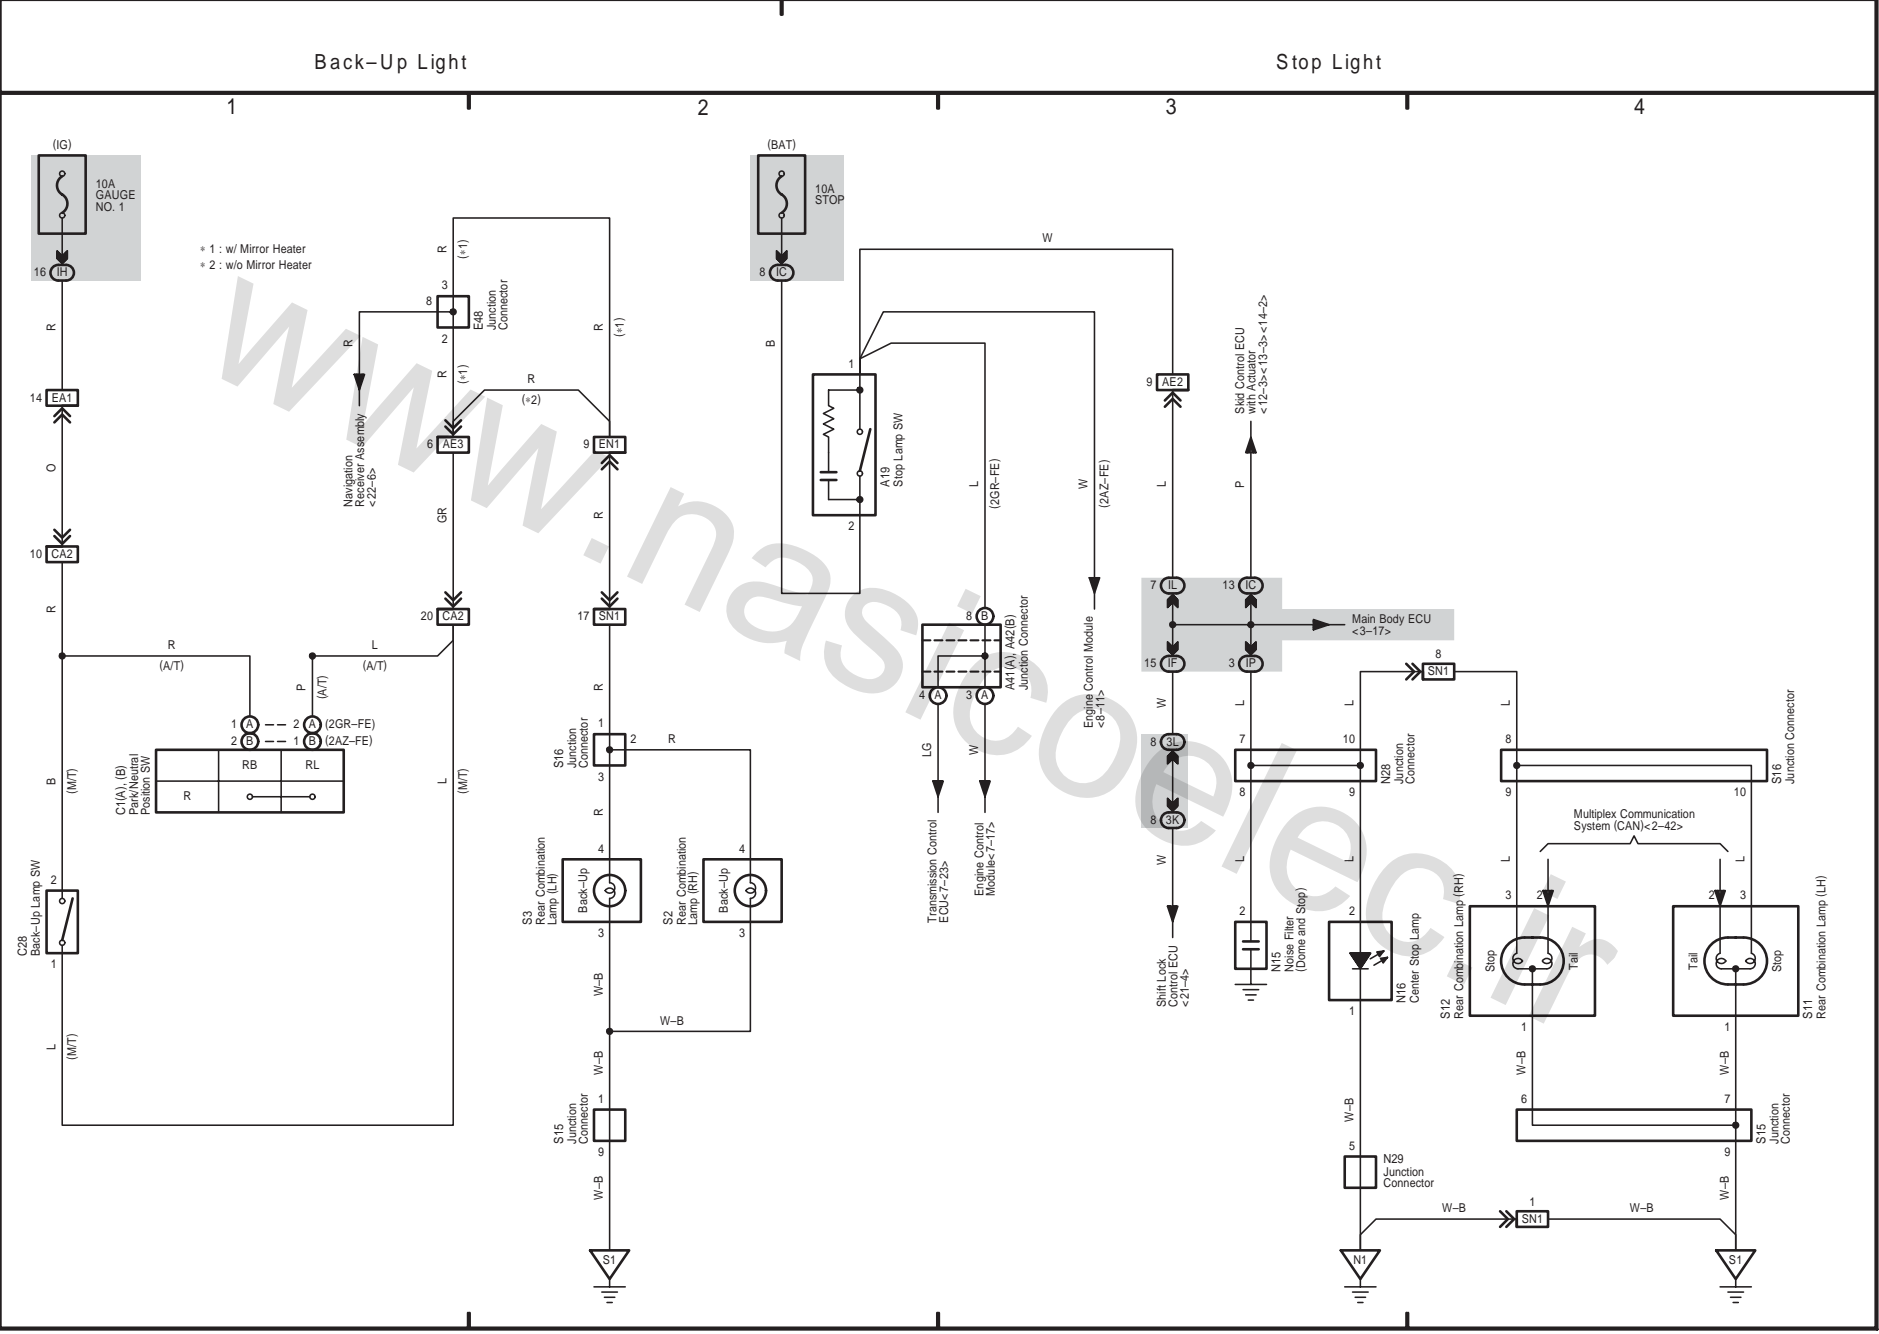 Back–Up Light
Stop Light
1
2
3
4
(IG)
10A
GAUGE
NO. 1
16 IH
∗ 1 : w/ Mirror Heater
∗ 2 : w/o Mirror Heater
R
14 EA1
O
10 CA2
R
R
(A/T)
L
(A/T)
P
(A/T)
1 A 2 A (2GR–FE)
2 B 1 B (2AZ–FE)
RB RL
R
C1(A), (B)
Park/Neutral
Position SW
B
(M/T)
2
C28
Back–Up Lamp SW
1
L
(M/T)
R
(∗1)
3
8
E48
Junction
Connector
2
R
Navigation
Receiver Assembly
<22–6>
R
(∗1)
R
(∗2)
6 AE3
GR
20 CA2
L
(M/T)
R
(∗1)
9 EN1
R
17 SN1
R
1
S16
Junction
Connector
2
R
3
R
4
S3
Rear Combination
Lamp (LH)
Back–Up
3
4
S2
Rear Combination
Lamp (RH)
Back–Up
3
W–B
W–B
W–B
1
S15
Junction
Connector
9
W–B
S1
(BAT)
10A
STOP
8 IC
B
W
1
A19
Stop Lamp SW
2
L
(2GR–FE)
W
(2AZ–FE)
8 B
A41(A), A42(B)
Junction Connector
4 A
3 A
LG
W
Transmission Control
ECU<7–23>
Engine Control
Module<7–17>
Engine Control Module
<8–11>
9 AE2
L
Skid Control ECU
with Actuator
<12–3><13–3><14–2>
P
7 IL
13 IC
Main Body ECU
<3–17>
15 IF
3 IP
W
8 3L
8 3K
W
Shift Lock
Control ECU
<21–4>
L
L
7
10
N28
Junction
Connector
8
9
L
L
2
N15
Noise Filter
(Dome and Stop)
2
N16
Center Stop Lamp
1
W–B
5
N29
Junction
Connector
N1
8
SN1
L
8
S16
Junction Connector
9
10
Multiplex Communication
System (CAN)<2–42>
L
L
3
2
Stop
Tail
S12
Rear Combination Lamp (RH)
1
2
3
Tail
Stop
S11
Rear Combination Lamp (LH)
1
W–B
W–B
6
7
S15
Junction
Connector
9
W–B
W–B
1
SN1
W–B
S1
www.nasicoelec.ir